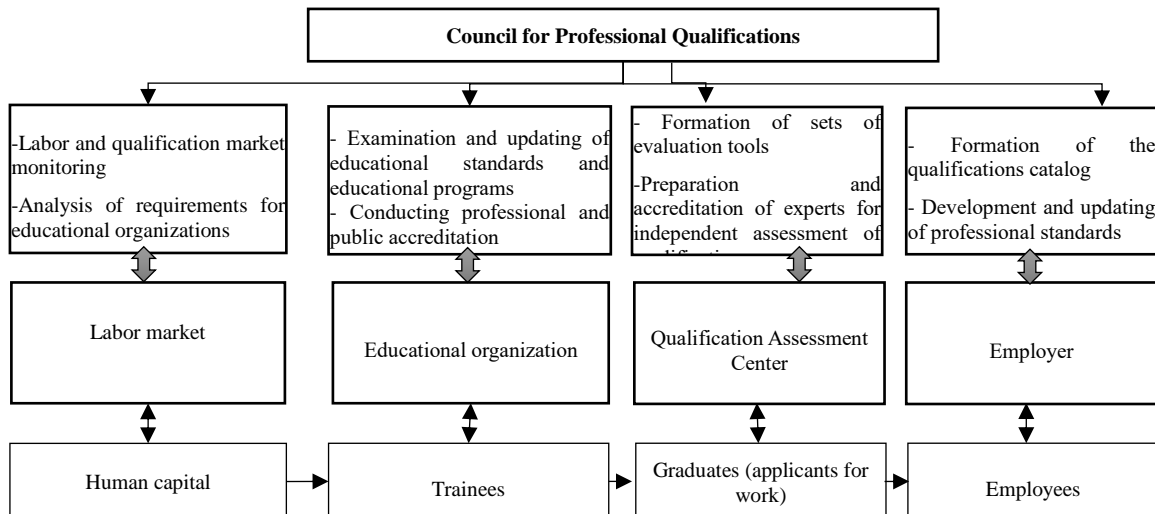 Council for Professional Qualifications
-Labor and qualification market
monitoring
-Analysis of requirements for
educational organizations
- Examination and updating of
educational standards and
educational programs
- Conducting professional and
public accreditation
- Formation of sets of
evaluation tools
-Preparation and
accreditation of experts for
independent assessment of
- Formation of the
qualifications catalog
- Development and updating
of professional standards
Labor market
Educational organization
Qualification Assessment
Center
Employer
Human capital
Trainees
Graduates (applicants for
work)
Employees